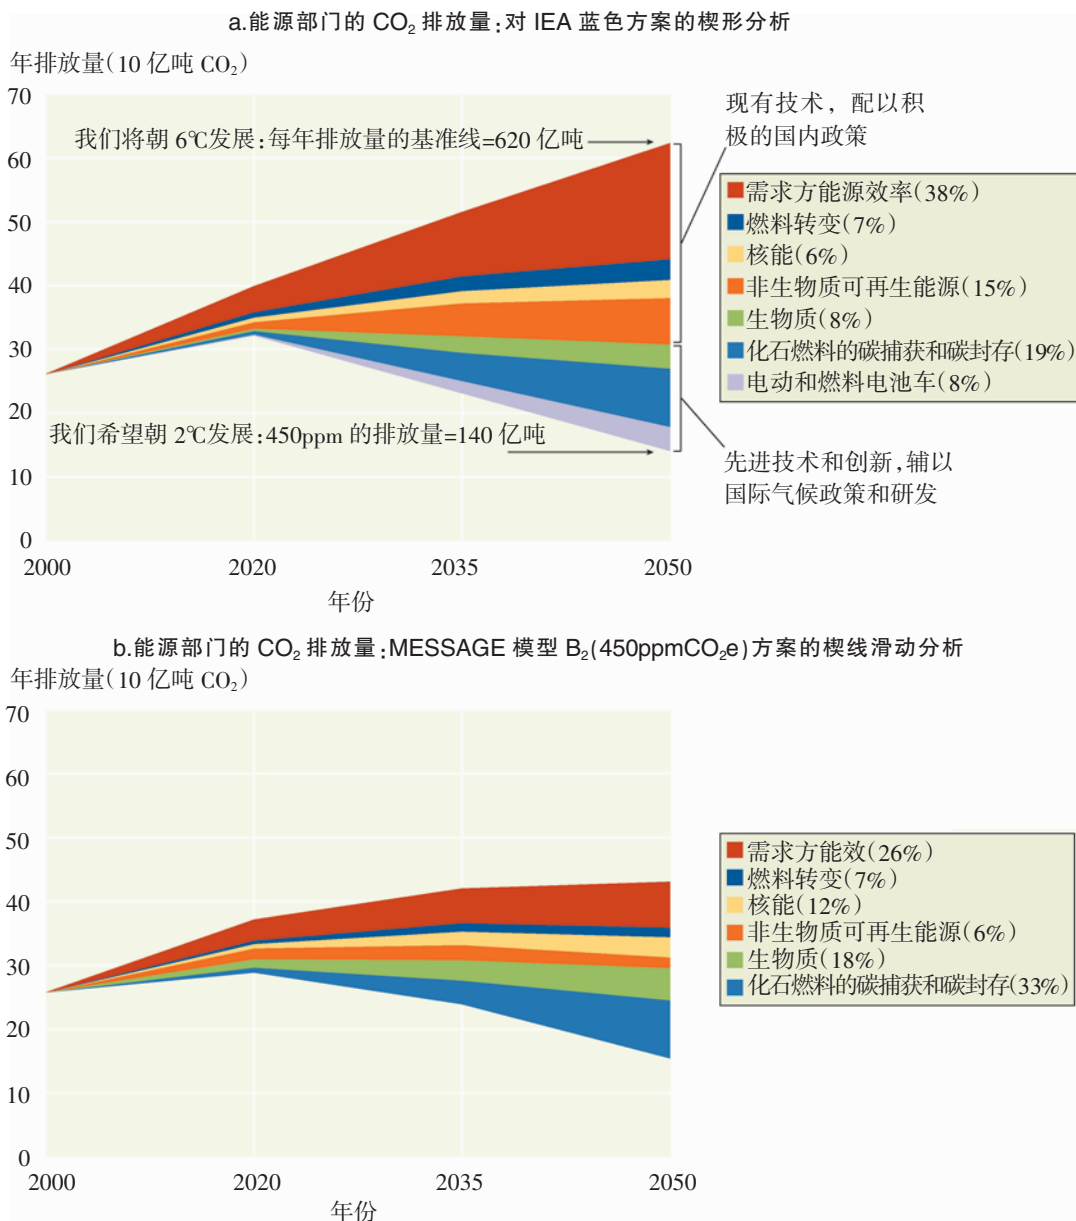 a.能源部门的 CO₂ 排放量:对 IEA 蓝色方案的楔形分析
年排放量(10 亿吨 CO₂)
70
60
50
40
30
20
10
0
2000
2020
2035
2050
年份
我们将朝 6℃发展:每年排放量的基准线=620 亿吨
我们希望朝 2℃发展:450ppm 的排放量=140 亿吨
现有技术，配以积
极的国内政策
需求方能源效率(38%)
燃料转变(7%)
核能(6%)
非生物质可再生能源(15%)
生物质(8%)
化石燃料的碳捕获和碳封存(19%)
电动和燃料电池车(8%)
先进技术和创新,辅以
国际气候政策和研发
b.能源部门的 CO₂ 排放量:MESSAGE 模型 B₂(450ppmCO₂e)方案的楔线滑动分析
年排放量(10 亿吨 CO₂)
70
60
50
40
30
20
10
0
2000
2020
2035
2050
年份
需求方能效(26%)
燃料转变(7%)
核能(12%)
非生物质可再生能源(6%)
生物质(18%)
化石燃料的碳捕获和碳封存(33%)